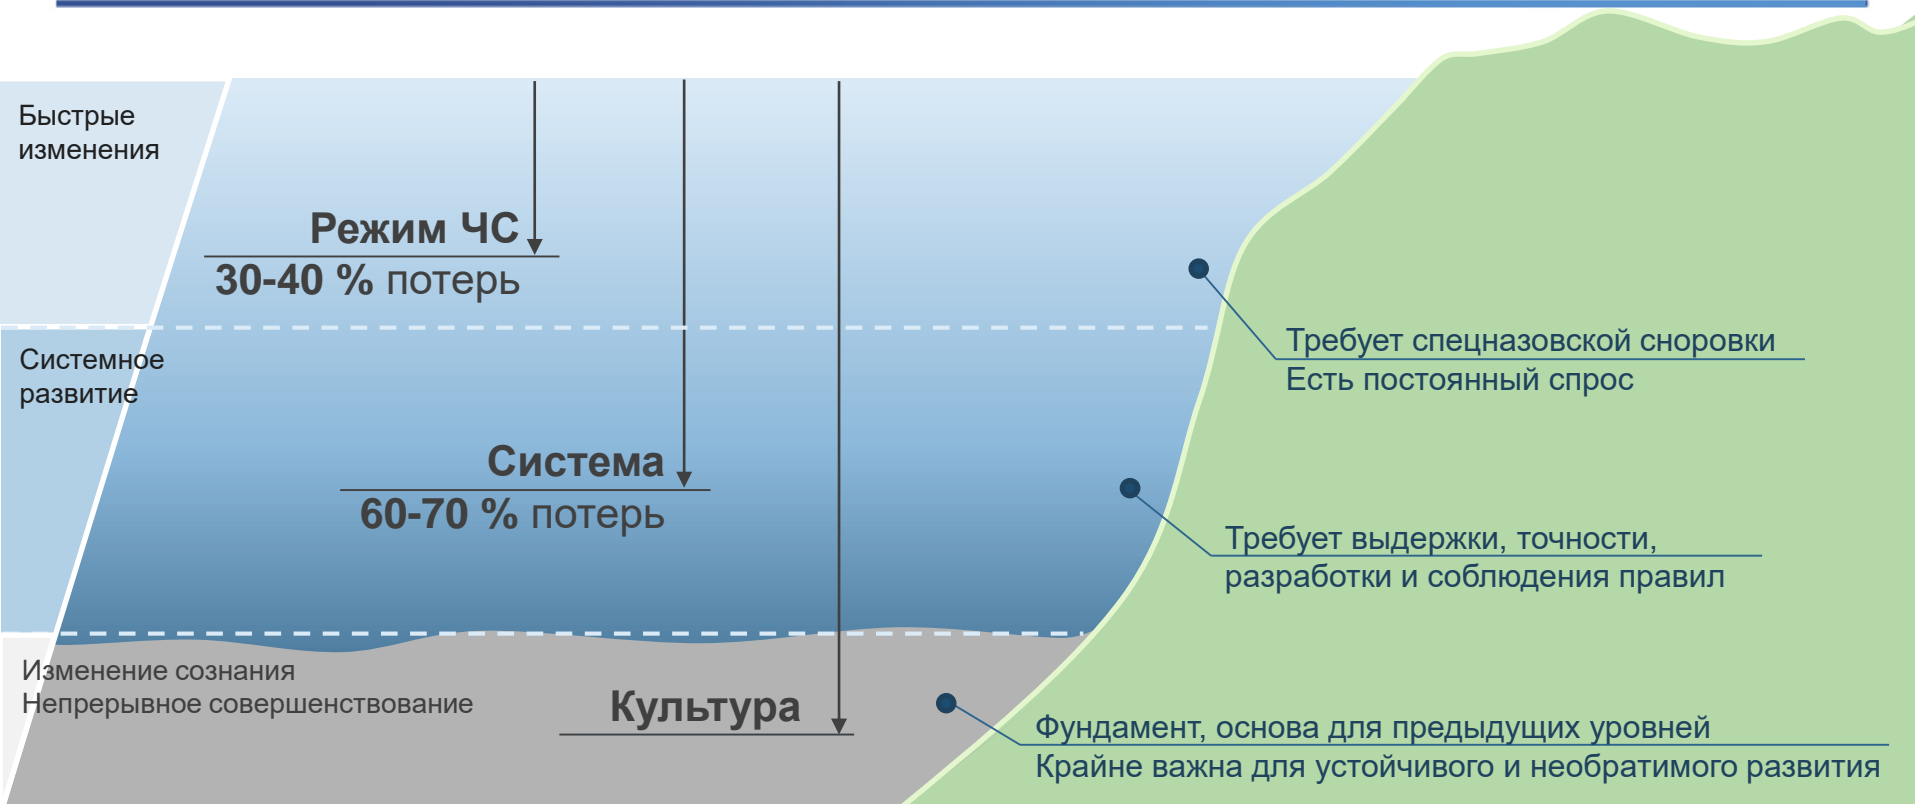 Быстрые
изменения
Режим ЧС
30-40 % потерь
Требует спецназовской сноровки
Есть постоянный спрос
Системное
развитие
Система
60-70 % потерь
Требует выдержки, точности,
разработки и соблюдения правил
Изменение сознания
Непрерывное совершенствование
Культура
Фундамент, основа для предыдущих уровней
Крайне важна для устойчивого и необратимого развития